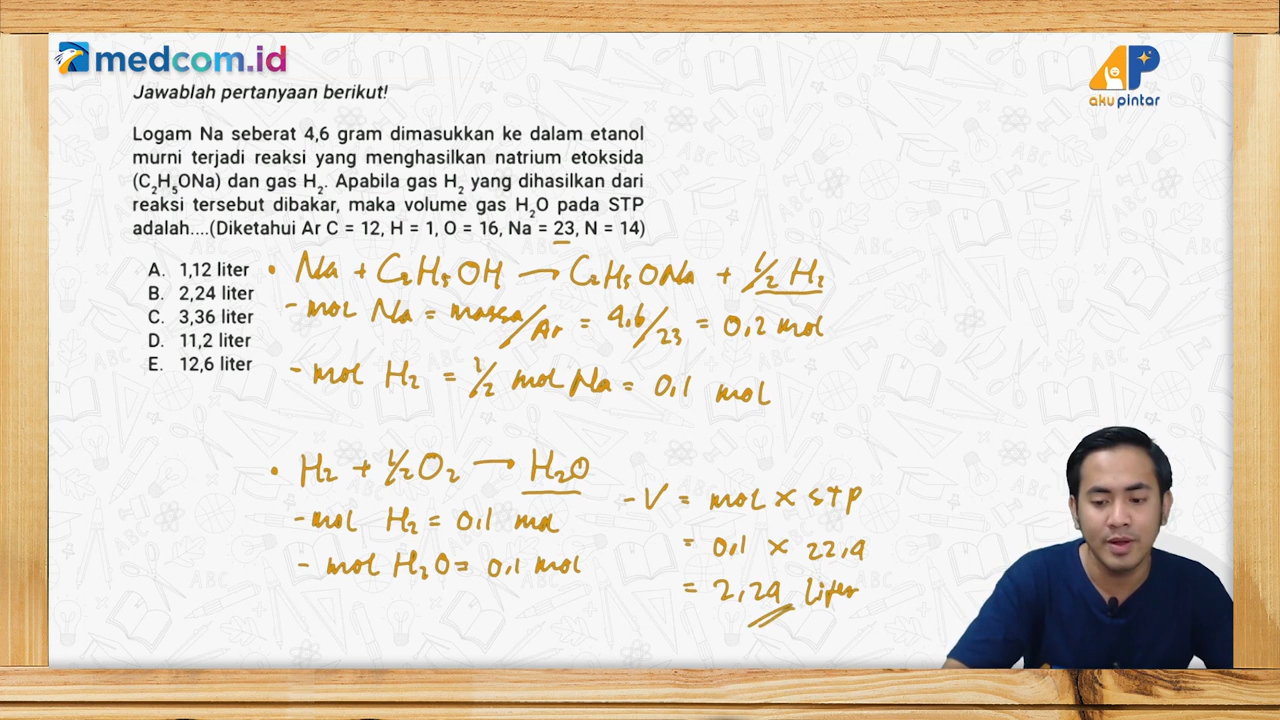 medcom.id
AP
aku pintar
Jawablah pertanyaan berikut!
Logam Na seberat 4,6 gram dimasukkan ke dalam etanol
murni terjadi reaksi yang menghasilkan natrium etoksida
(C₂H₅ONa) dan gas H₂. Apabila gas H₂ yang dihasilkan dari
reaksi tersebut dibakar, maka volume gas H₂O pada STP
adalah....(Diketahui Ar C = 12, H = 1, O = 16, Na = 23, N = 14)
A. 1,12 liter
B. 2,24 liter
C. 3,36 liter
D. 11,2 liter
E. 12,6 liter
• Na + C₂H₅OH → C₂H₅ONa + 1/2 H₂
- mol Na = massa/Ar = 4,6/23 = 0,2 mol
- mol H₂ = 1/2 mol Na = 0,1 mol
• H₂ + 1/2 O₂ → H₂O
- mol H₂ = 0,1 mol
- mol H₂O = 0,1 mol
- V = mol x STP
= 0,1 x 22,4
= 2,24 liter